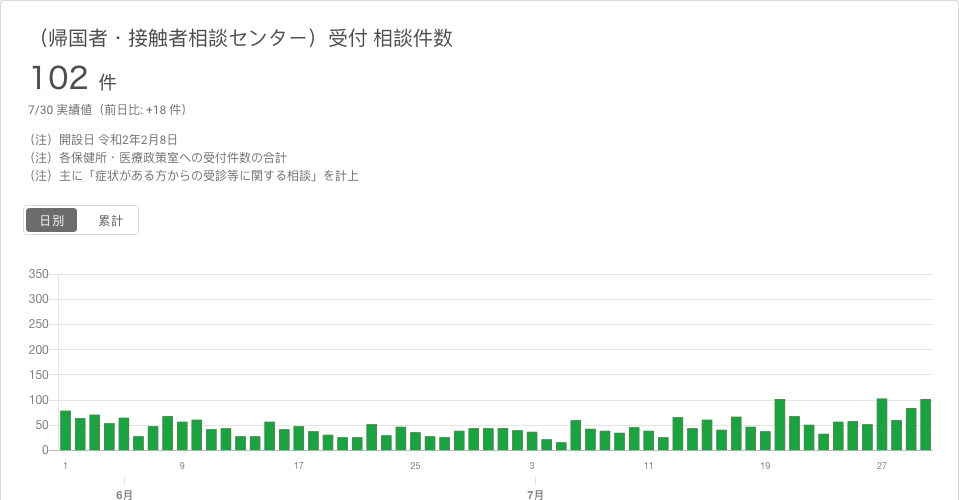 （帰国者・接触者相談センター）受付 相談件数
102 件
7/30 実績値（前日比: +18 件）
（注）開設日 令和2年2月8日
（注）各保健所・医療政策室への受付件数の合計
（注）主に「症状がある方からの受診等に関する相談」を計上
日別 累計
350
300
250
200
150
100
50
0
1 9 17 25 3 11 19 27
6月 7月